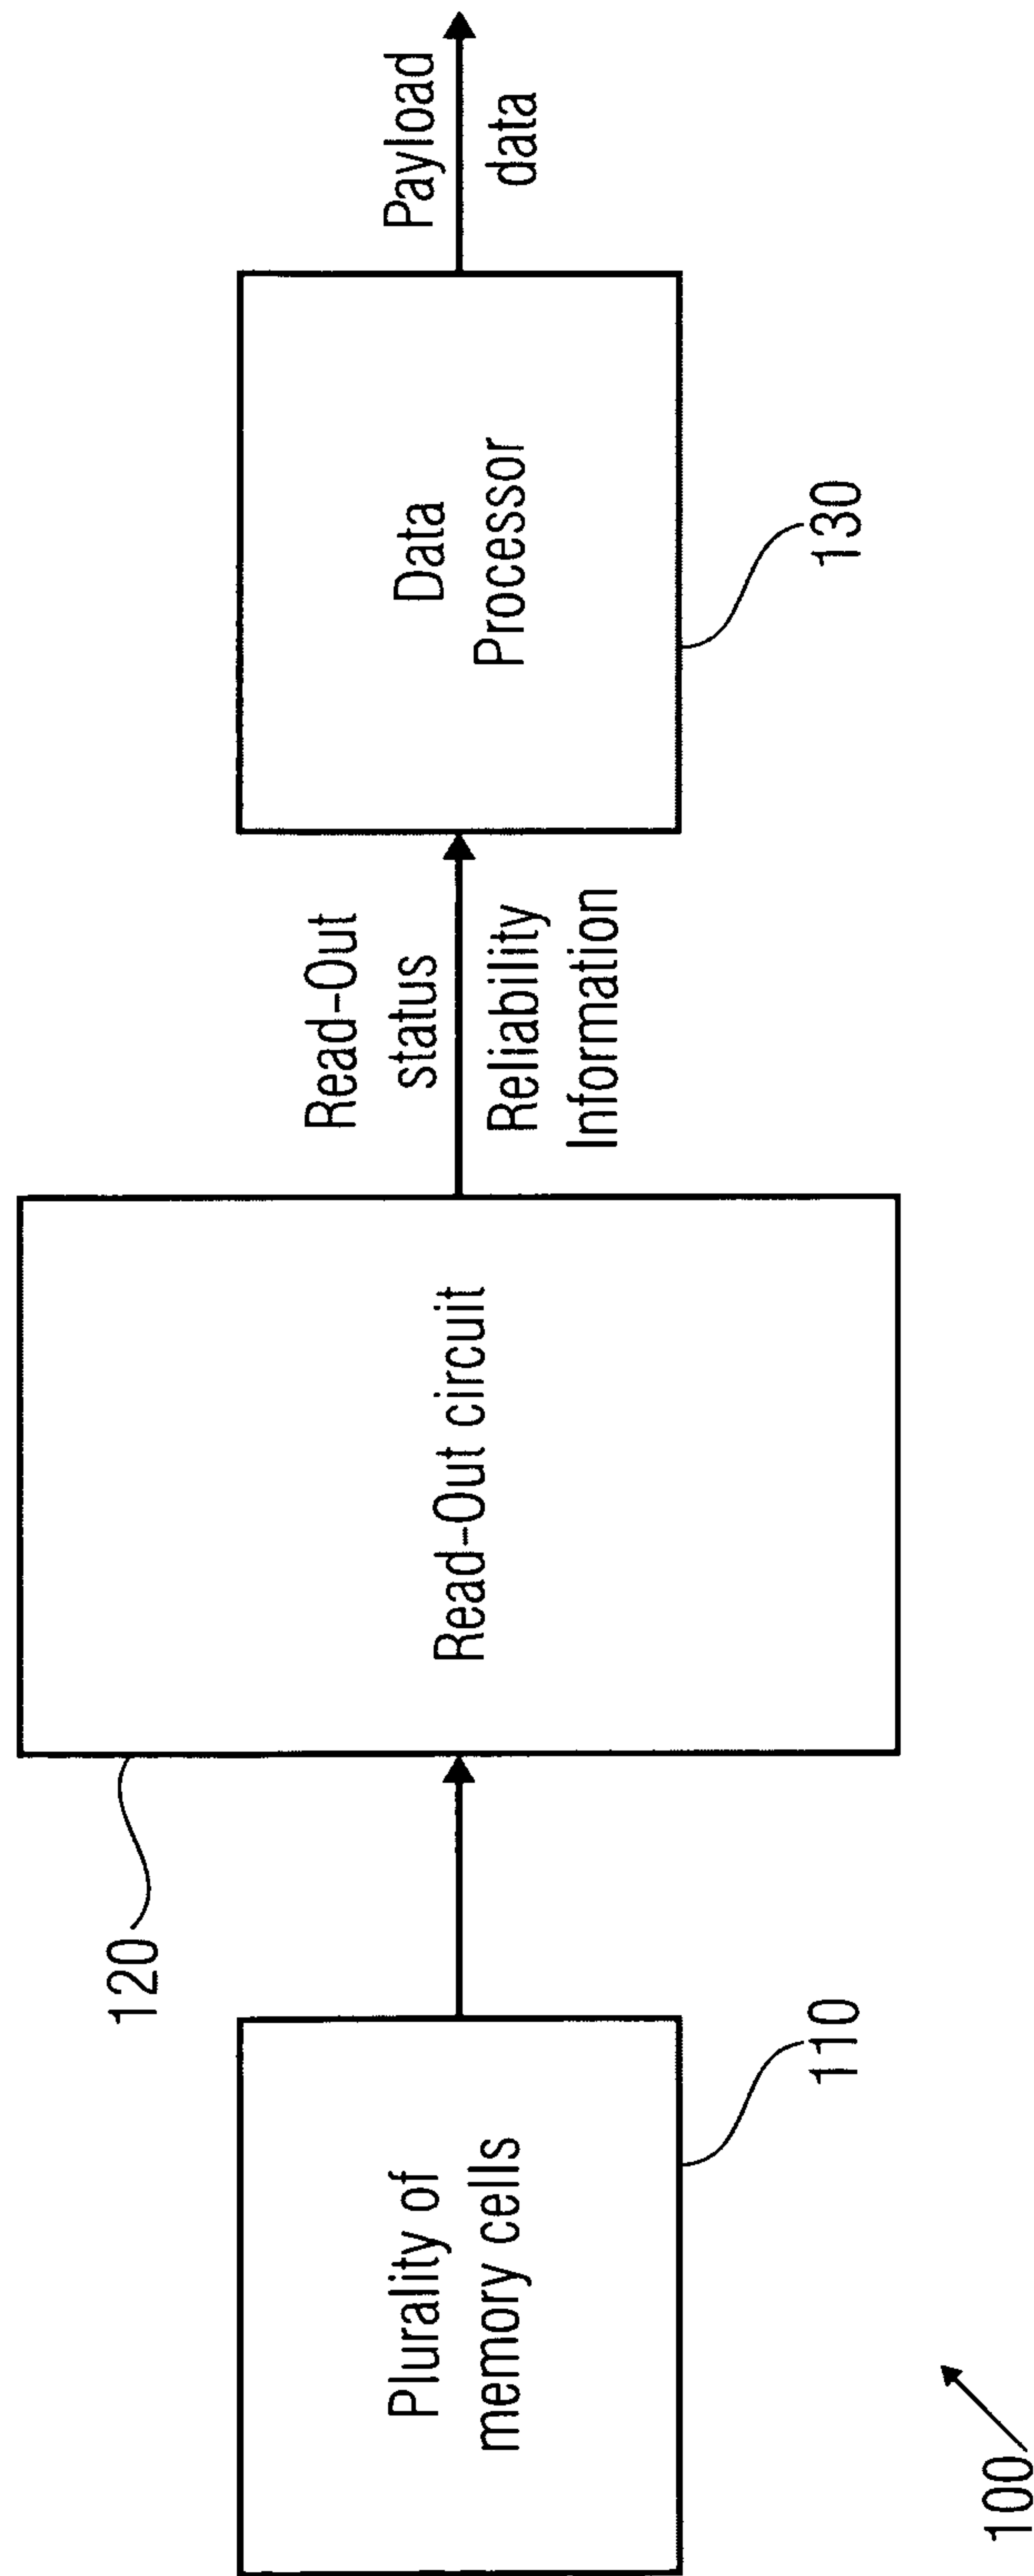 100
Plurality of
memory cells
110
120
Read-Out circuit
Read-Out
status
Reliability
Information
Data
Processor
130
Payload
data